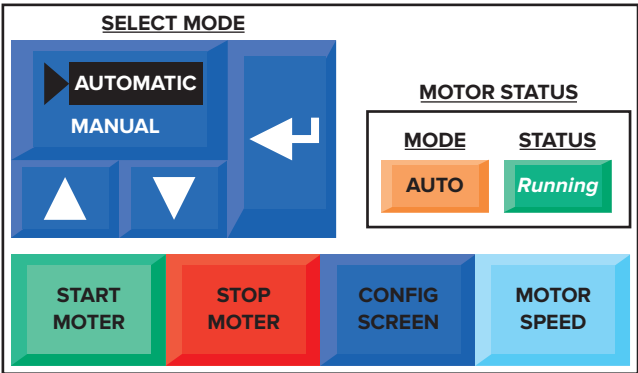 SELECT MODE
AUTOMATIC
MANUAL
MOTOR STATUS
MODE
STATUS
AUTO
Running
START
MOTER
STOP
MOTER
CONFIG
SCREEN
MOTOR
SPEED